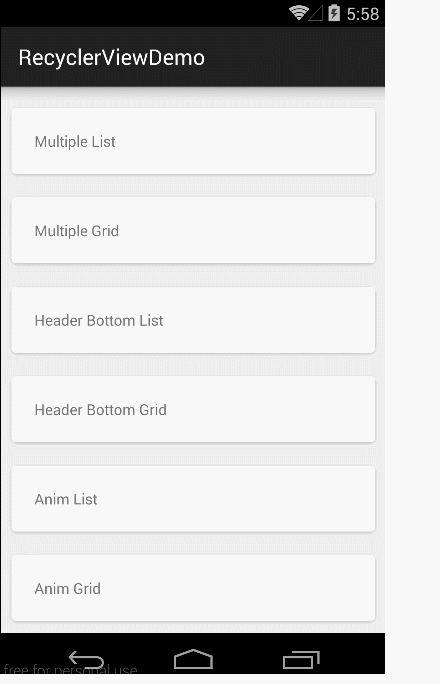 5:58
RecyclerViewDemo
Multiple List
Multiple Grid
Header Bottom List
Header Bottom Grid
Anim List
Anim Grid
free for personal use